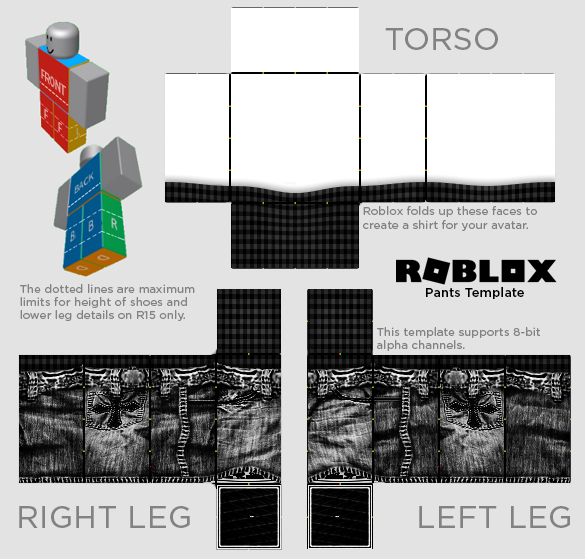 TORSO
FRONT
F
F
L
BACK
B
B
R
Roblox folds up these faces to
create a shirt for your avatar.
ROBLOX
Pants Template
The dotted lines are maximum
limits for height of shoes and
lower leg details on R15 only.
This template supports 8-bit
alpha channels.
RIGHT LEG
LEFT LEG